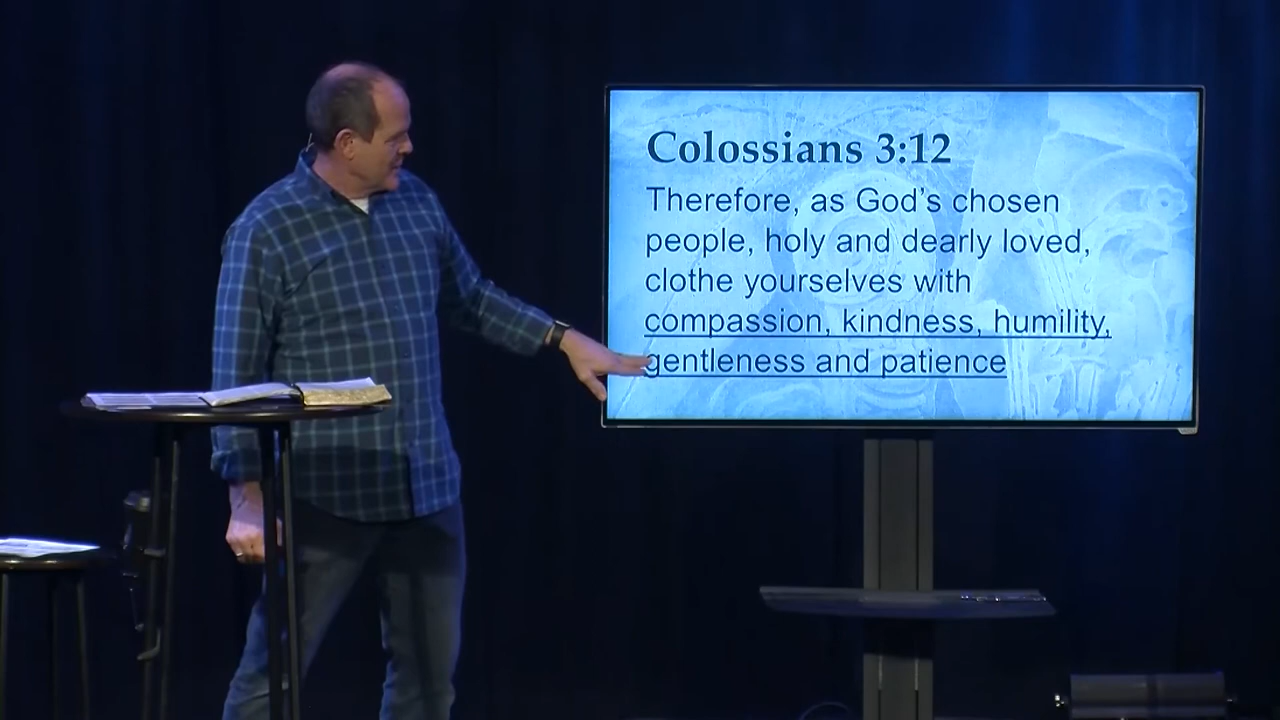 Colossians 3:12
Therefore, as God’s chosen
people, holy and dearly loved,
clothe yourselves with
compassion, kindness, humility,
gentleness and patience